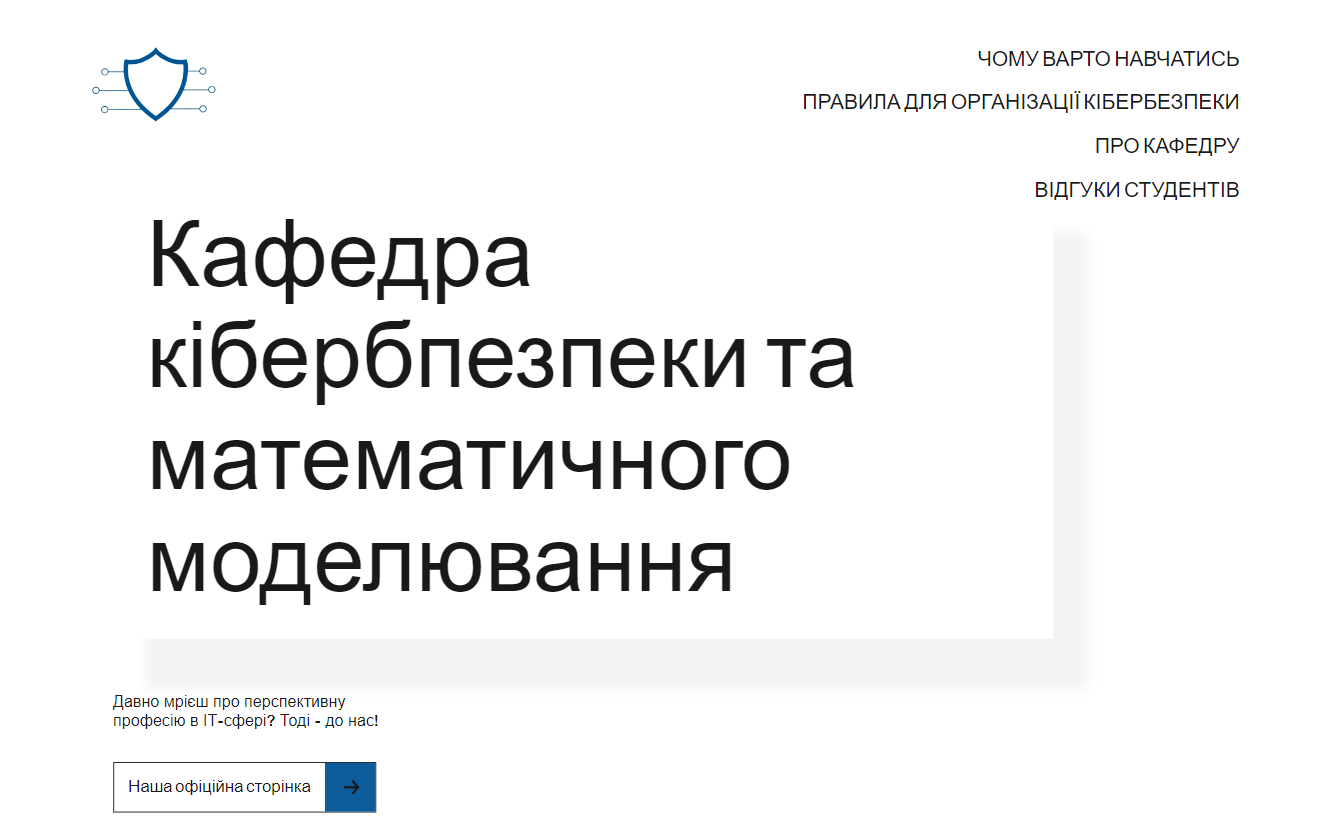 ЧОМУ ВАРТО НАВЧАТИСЬ
ПРАВИЛА ДЛЯ ОРГАНІЗАЦІЇ КІБЕРБЕЗПЕКИ
ПРО КАФЕДРУ
ВІДГУКИ СТУДЕНТІВ
Кафедра
кібербпезпеки та
математичного
моделювання
Давно мрієш про перспективну
професію в ІТ-сфері? Тоді - до нас!
Наша офіційна сторінка